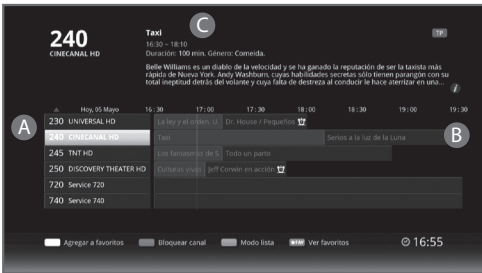 C
240
CINECANAL HD
Taxi
TP
16:30 – 18:10
Duración: 100 min. Género: Comeida.
Belle Williams es un diablo de la velocidad y se ha ganado la reputación de ser la taxista más
rápida de Nueva York. Andy Washburn, cuyas habilidades secretas sólo tienen parangón con su
total ineptitud detrás del volante y cuya falta de destreza al conducir le hace aterrizar en una...
i
Hoy, 05 Mayo 16:30 17:00 17:30 18:00 18:30 19:00 19:30
A
230 UNIVERSAL HD La ley y el orden. U. Dr. House / Pequeños
240 CINECANAL HD Taxi Serios a la luz de la Luna
B
245 TNT HD Los fantasmas de S Todo un parto
250 DISCOVERY THEATER HD Culturas vivas Jeff Corwin en acción
720 Service 720
740 Service 740
Agregar a favoritos Bloquear canal Modo lista FAV Ver favoritos 16:55